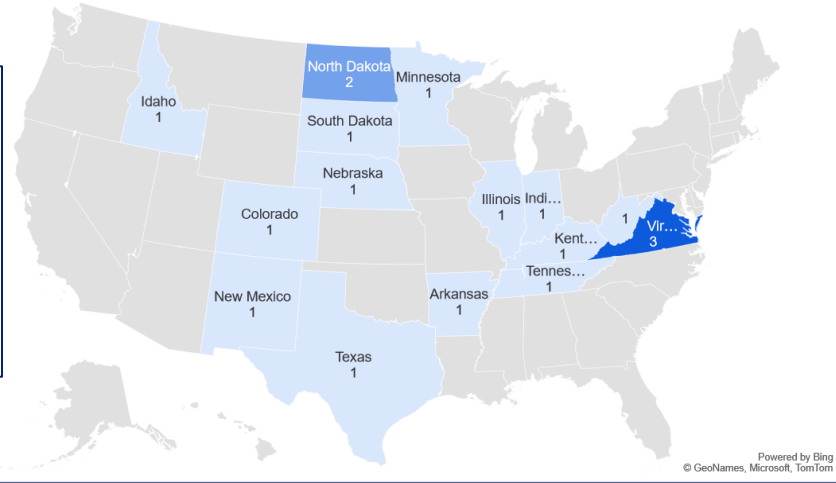 North Dakota
2
Minnesota
1
Idaho
1
South Dakota
1
Nebraska
1
Illinois
1
Indi...
1
1
Vir...
3
Colorado
1
Kent...
1
Tennes...
1
New Mexico
1
Arkansas
1
Texas
1
Powered by Bing
© GeoNames, Microsoft, TomTom